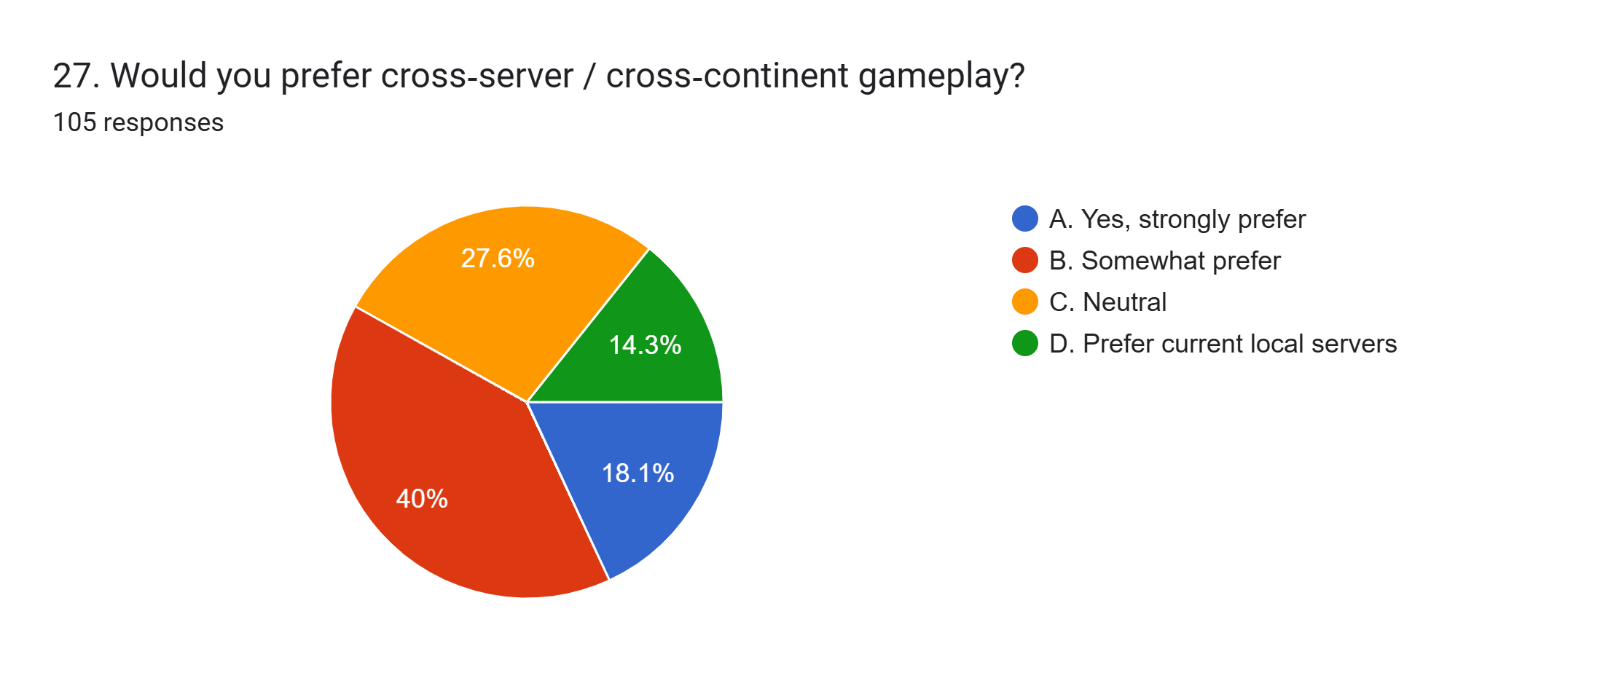 27. Would you prefer cross-server / cross-continent gameplay?
105 responses
27.6%
14.3%
18.1%
40%
A. Yes, strongly prefer
B. Somewhat prefer
C. Neutral
D. Prefer current local servers